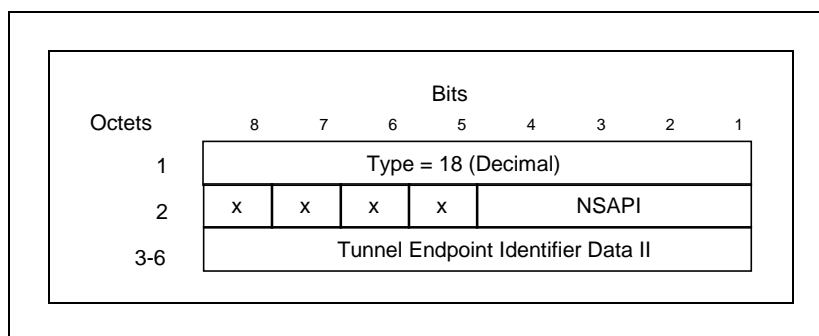 Bits
Octets 8 7 6 5 4 3 2 1
1 Type = 18 (Decimal)
2 x x x x NSAPI
3-6 Tunnel Endpoint Identifier Data II